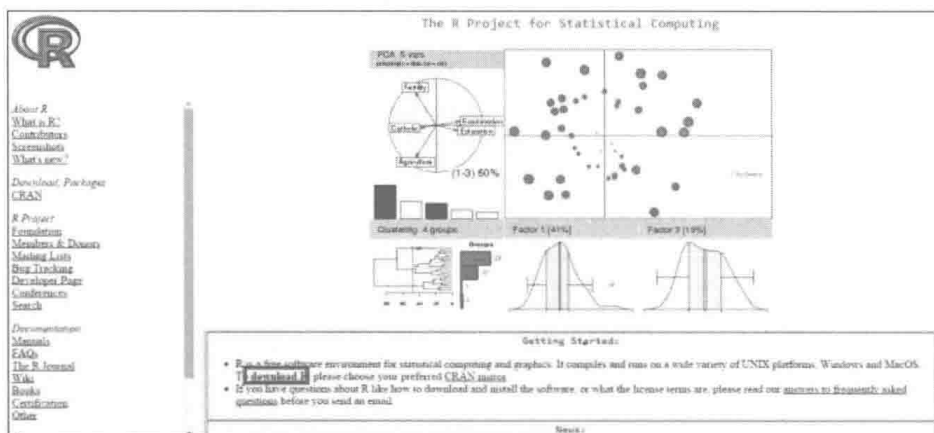 The R Project for Statistical Computing
R
About R
What is R?
Contributors
Screenshots
What's new?
Download, Packages
CRAN
R Project
Foundation
Members & Donors
Mailing Lists
Bug Tracking
Developer Page
Conferences
Search
Documentation
Manuals
FAQs
The R Journal
Wiki
Books
Certification
Other
PCA 5 vars
Fertility
Catholic
Examination
Education
Agriculture
(1-3) 60%
Clustering 4 groups
Factor 1 [41%]
Factor 3 [19%]
Groups
Getting Started:
R is a free software environment for statistical computing and graphics. It compiles and runs on a wide variety of UNIX platforms, Windows and MacOS.
download R please choose your preferred CRAN mirror
If you have questions about R like how to download and install the software, or what the license terms are, please read our answers to frequently asked
questions before you send an email
News: